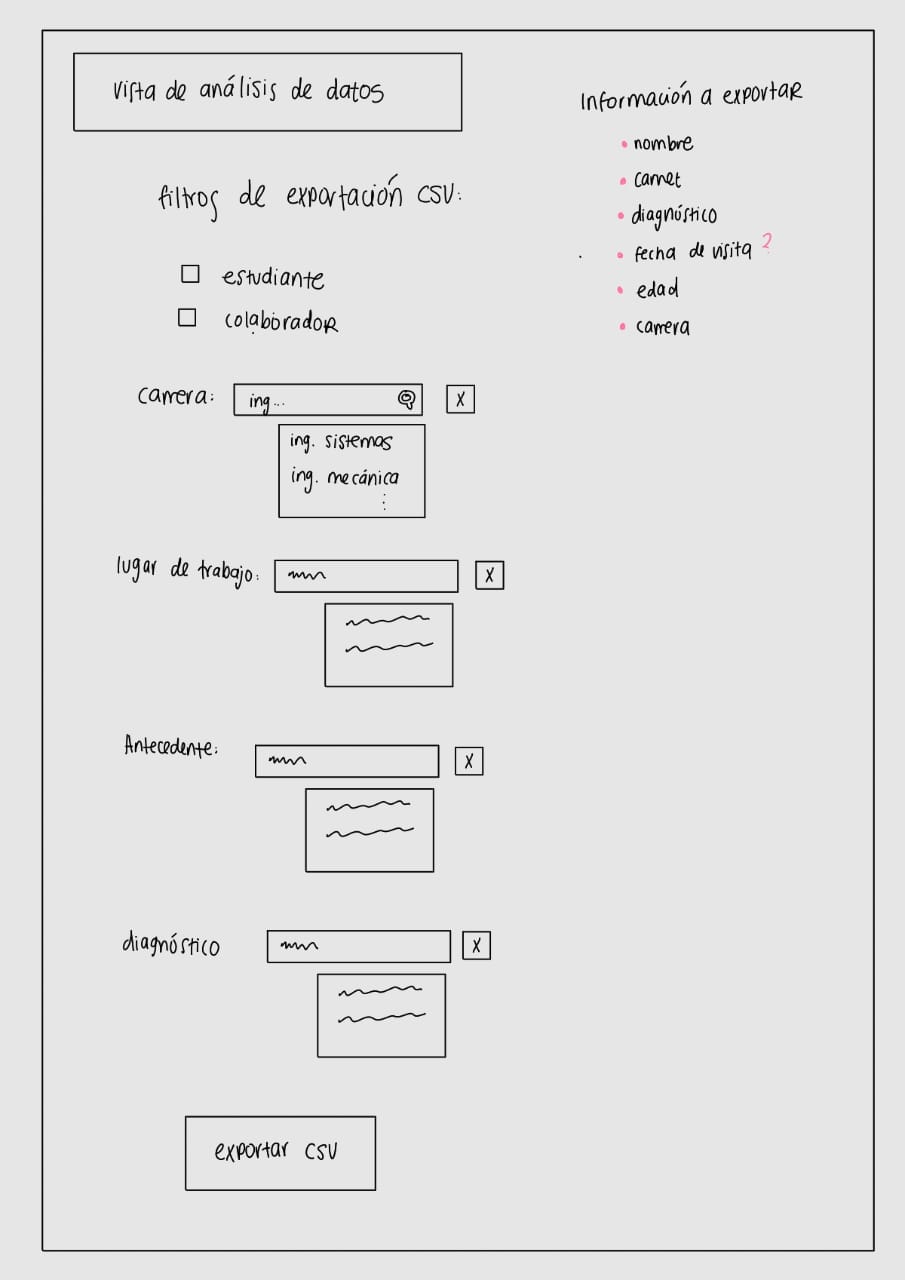 vista de análisis de datos
filtros de exportación CSV:
estudiante
colaborador
carrera:
ing...
X
ing. sistemas
ing. mecánica
lugar de trabajo:
X
Antecedente:
X
diagnóstico
X
exportar CSV
Información a exportar
• nombre
• carnet
• diagnóstico
• fecha de visita ?
• edad
• carrera